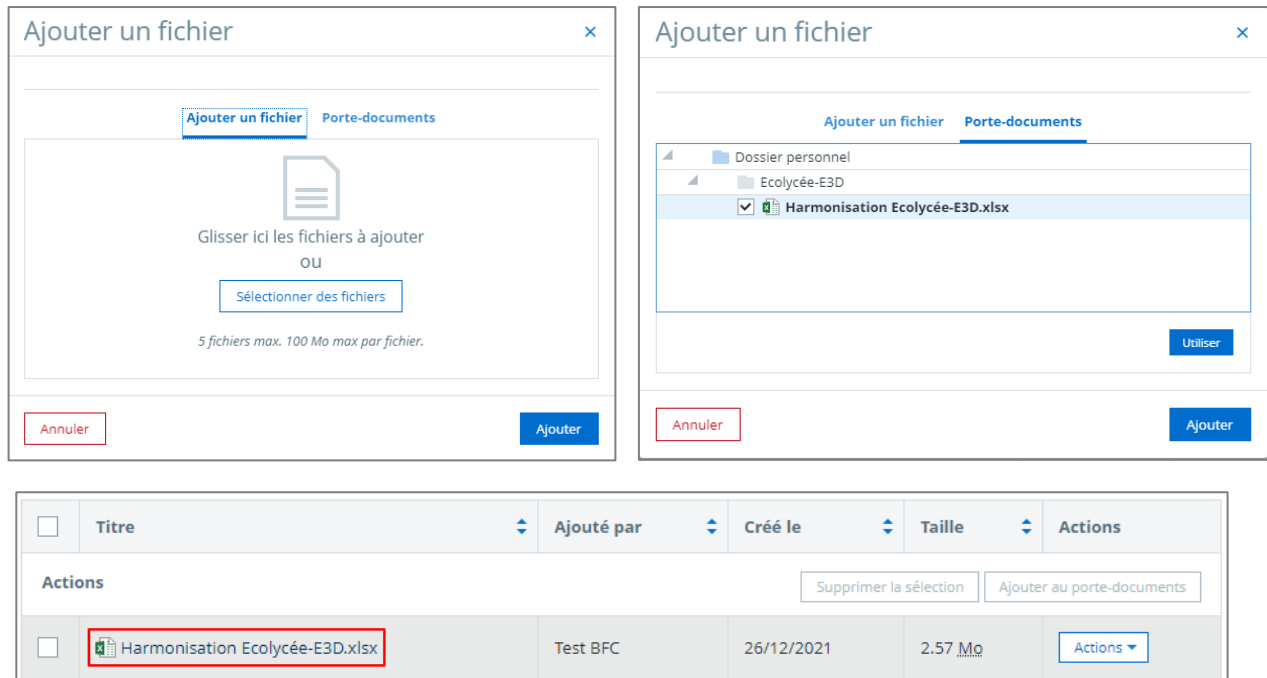 Ajouter un fichier ×
Ajouter un fichier Porte-documents
Glisser ici les fichiers à ajouter
ou
Sélectionner des fichiers
5 fichiers max. 100 Mo max par fichier.
Annuler Ajouter
Ajouter un fichier ×
Ajouter un fichier Porte-documents
Dossier personnel
Ecolycée-E3D
Harmonisation Ecolycée-E3D.xlsx
Utiliser
Annuler Ajouter
Titre Ajouté par Créé le Taille Actions
Actions Supprimer la sélection Ajouter au porte-documents
Harmonisation Ecolycée-E3D.xlsx Test BFC 26/12/2021 2.57 Mo Actions